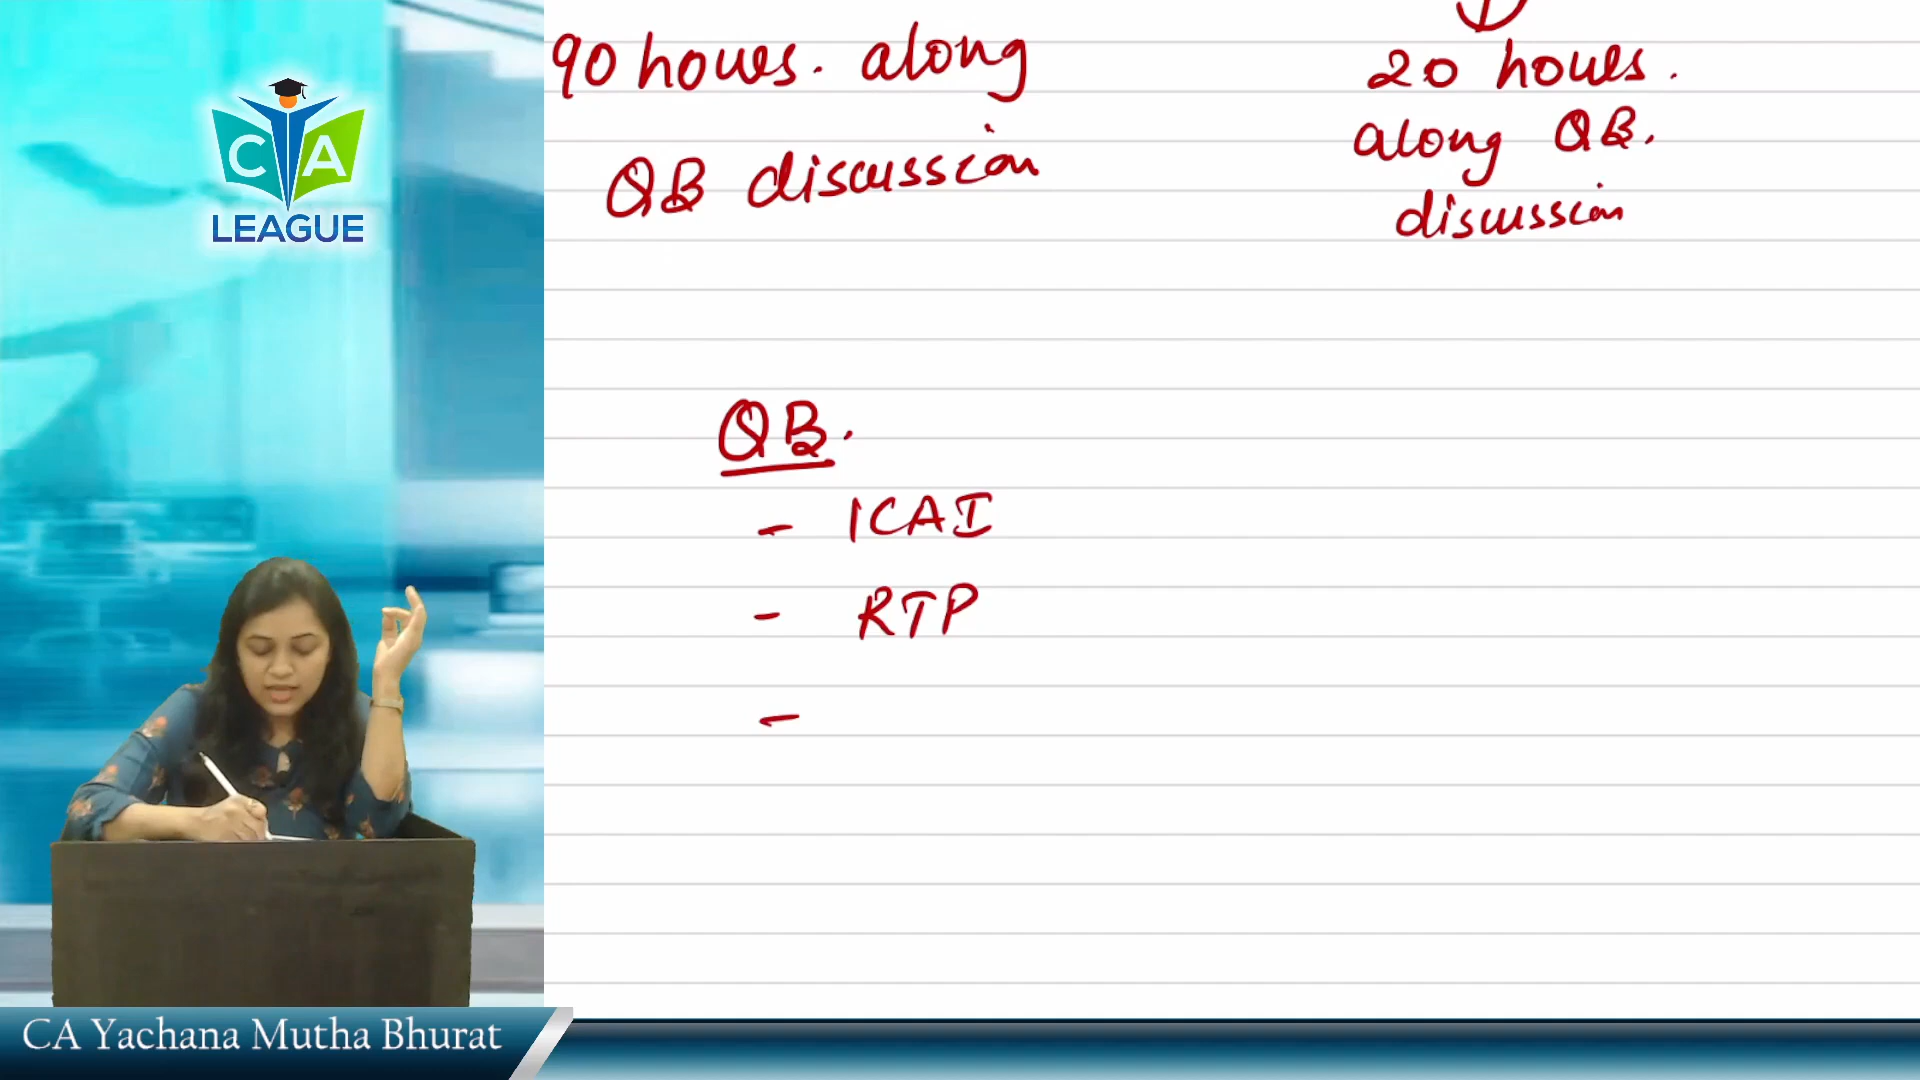 CA
LEAGUE
90 hours. along
QB discussion
20 hours.
along QB.
discussion
QB.
- ICAI
- RTP
-
CA Yachana Mutha Bhurat